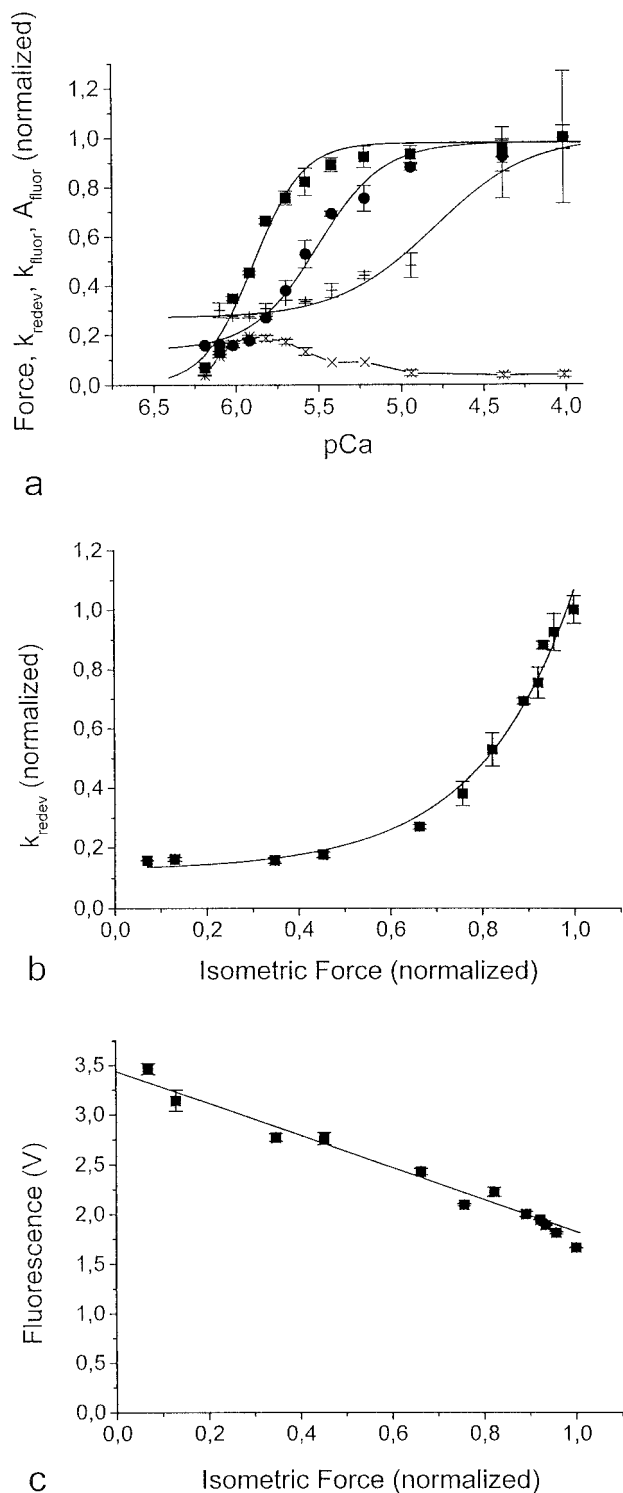 Force, k_redev, k_fluor, A_fluor (normalized)
1,2
1,0
0,8
0,6
0,4
0,2
0,0
6,5 6,0 5,5 5,0 4,5 4,0
pCa
a
k_redev (normalized)
1,2
1,0
0,8
0,6
0,4
0,2
0,0
0,0 0,2 0,4 0,6 0,8 1,0
Isometric Force (normalized)
b
Fluorescence (V)
3,5
3,0
2,5
2,0
1,5
1,0
0,5
0,0
0,0 0,2 0,4 0,6 0,8 1,0
Isometric Force (normalized)
c